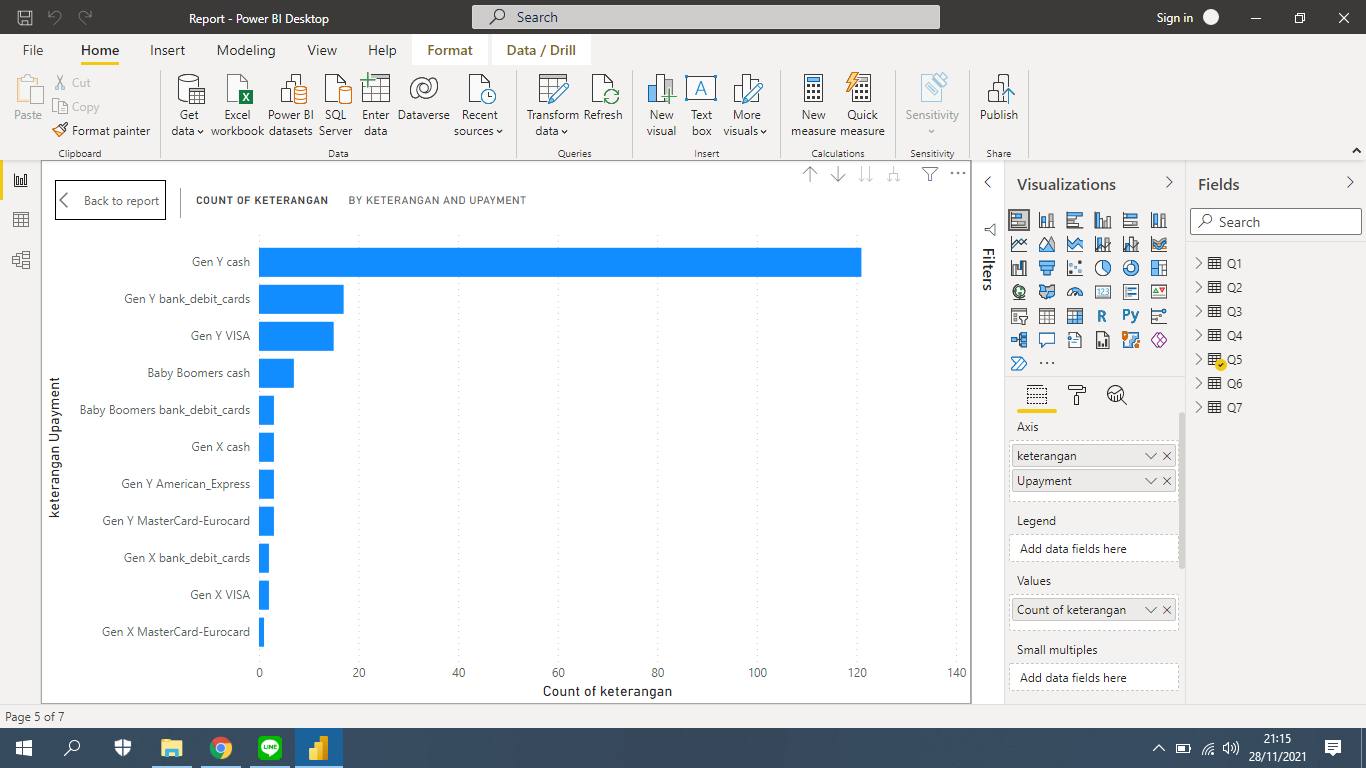 Report - Power BI Desktop
Search
Sign in
File
Home
Insert
Modeling
View
Help
Format
Data / Drill
Paste
Cut
Copy
Format painter
Clipboard
Get data
Excel workbook
Power BI datasets
SQL Server
Enter data
Dataverse
Recent sources
Data
Transform data
Refresh
Queries
New visual
Text box
More visuals
Insert
New measure
Quick measure
Calculations
Sensitivity
Sensitivity
Publish
Share
Back to report
COUNT OF KETERANGAN
BY KETERANGAN AND UPAYMENT
keterangan Upayment
Gen Y cash
Gen Y bank_debit_cards
Gen Y VISA
Baby Boomers cash
Baby Boomers bank_debit_cards
Gen X cash
Gen Y American_Express
Gen Y MasterCard-Eurocard
Gen X bank_debit_cards
Gen X VISA
Gen X MasterCard-Eurocard
0 20 40 60 80 100 120 140
Count of keterangan
Filters
Visualizations
123
R
Py
Axis
keterangan
Upayment
Legend
Add data fields here
Values
Count of keterangan
Small multiples
Add data fields here
Fields
Search
Q1
Q2
Q3
Q4
Q5
Q6
Q7
Page 5 of 7
LINE
21:15
28/11/2021